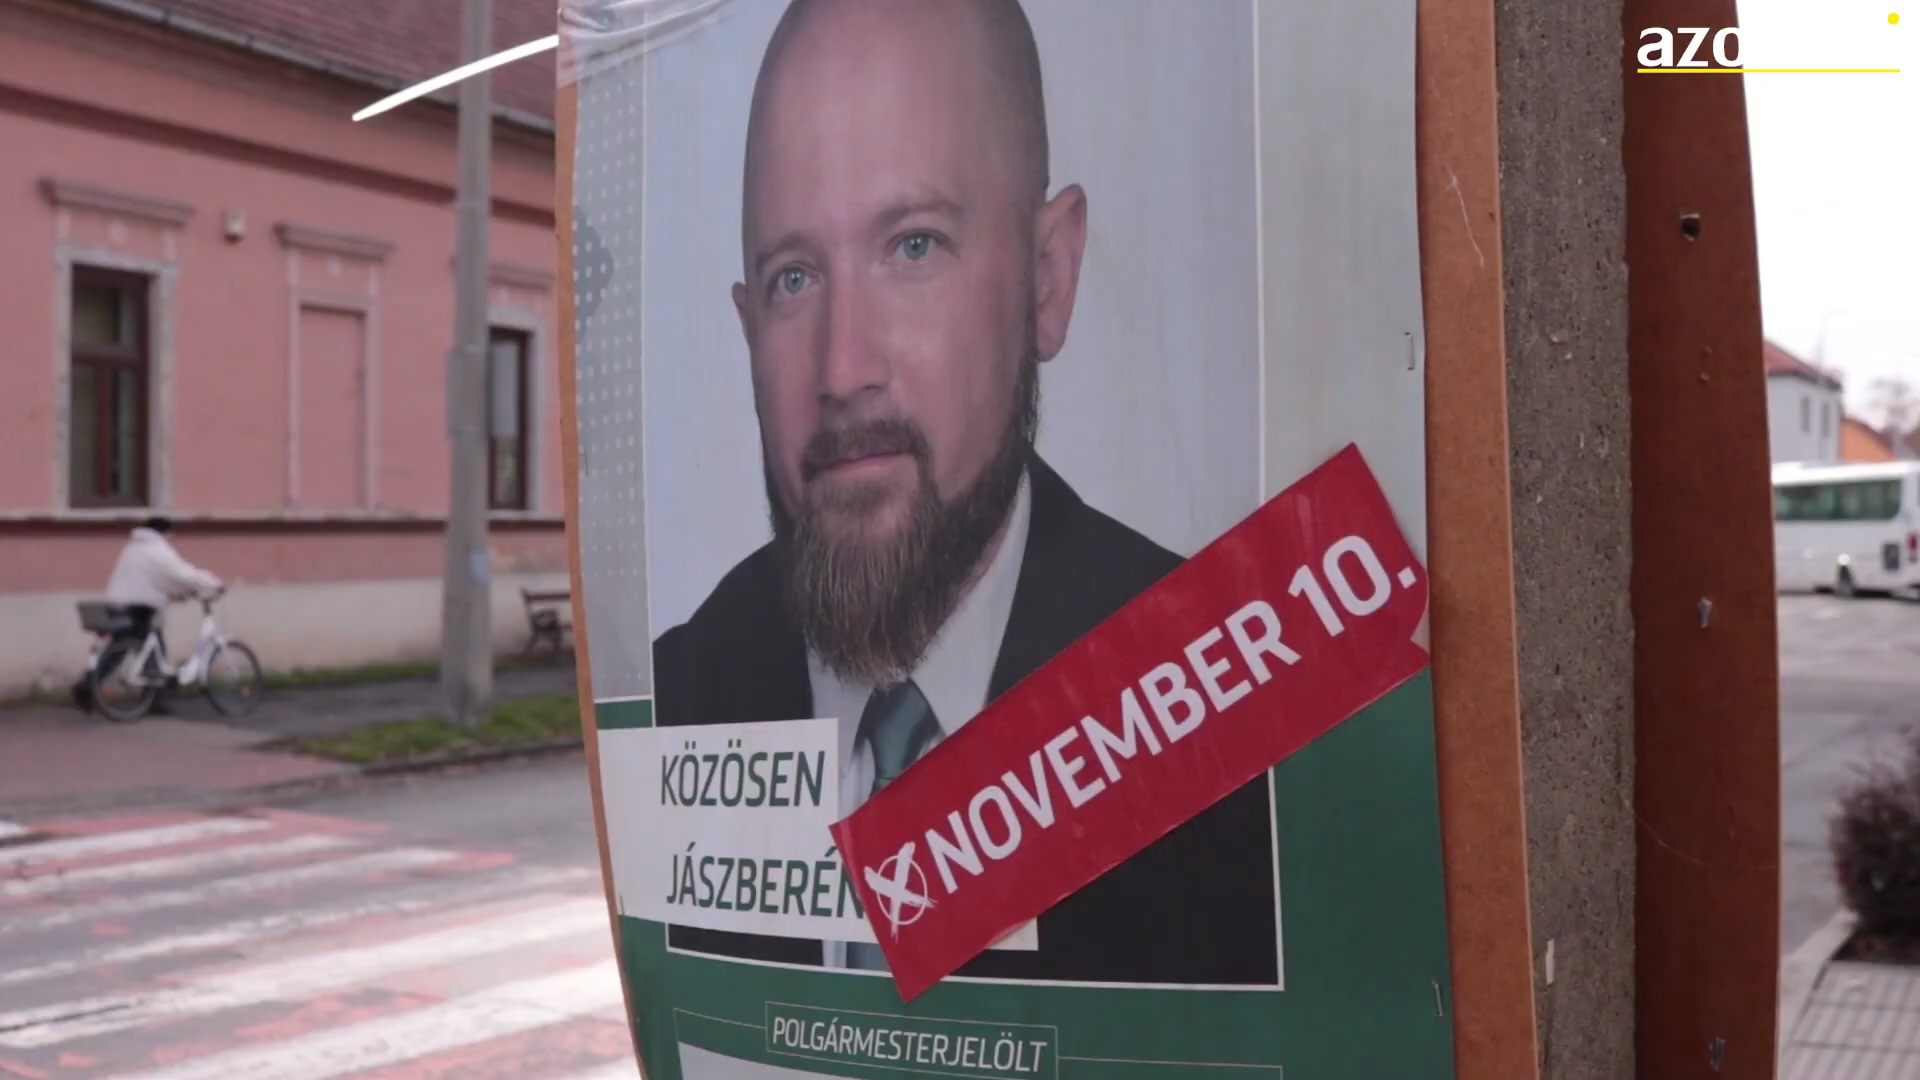 azo
KÖZÖSEN
JÁSZBERÉN
NOVEMBER 10.
POLGÁRMESTERJELÖLT